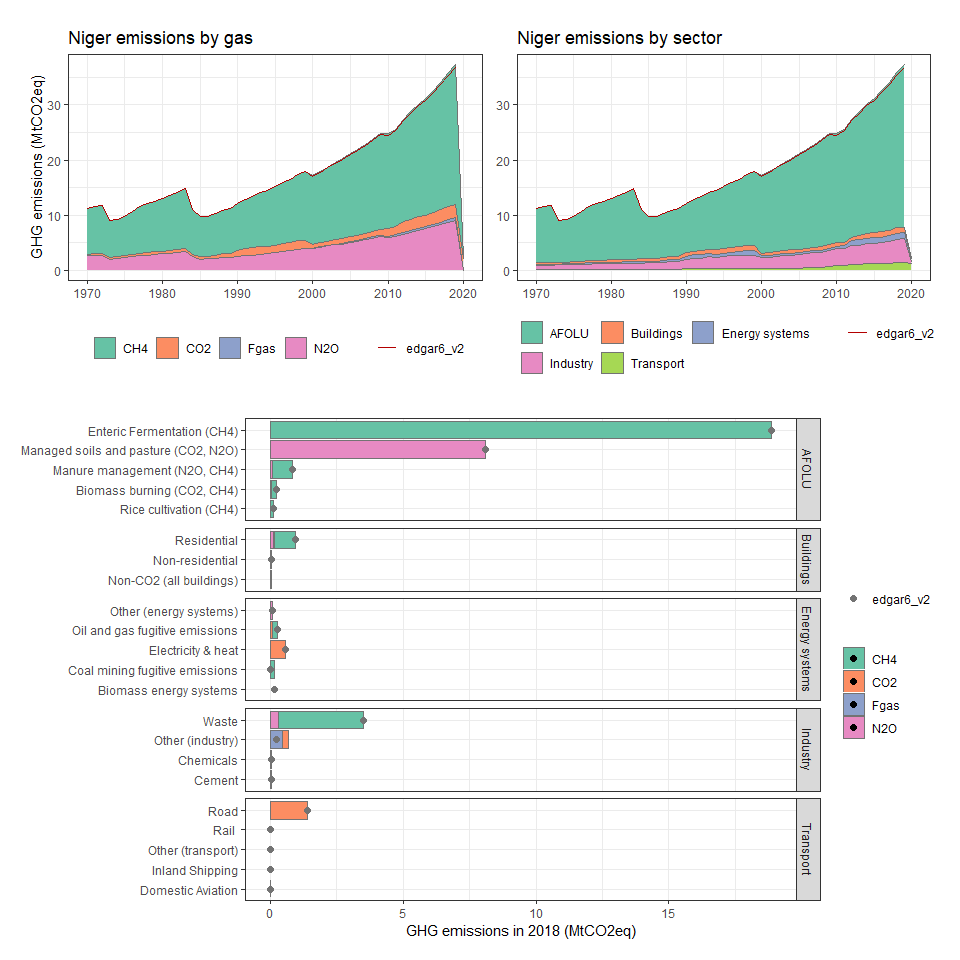 Niger emissions by gas
GHG emissions (MtCO2eq)
30
20
10
0
1970 1980 1990 2000 2010 2020
CH4 CO2 Fgas N2O edgar6_v2
Niger emissions by sector
30
20
10
0
1970 1980 1990 2000 2010 2020
AFOLU Buildings Energy systems edgar6_v2
Industry Transport
Enteric Fermentation (CH4)
Managed soils and pasture (CO2, N2O)
Manure management (N2O, CH4)
Biomass burning (CO2, CH4)
Rice cultivation (CH4)
AFOLU
Residential
Non-residential
Non-CO2 (all buildings)
Buildings
Other (energy systems)
Oil and gas fugitive emissions
Electricity & heat
Coal mining fugitive emissions
Biomass energy systems
Energy systems
Waste
Other (industry)
Chemicals
Cement
Industry
Road
Rail
Other (transport)
Inland Shipping
Domestic Aviation
Transport
0 5 10 15
GHG emissions in 2018 (MtCO2eq)
edgar6_v2
CH4
CO2
Fgas
N2O